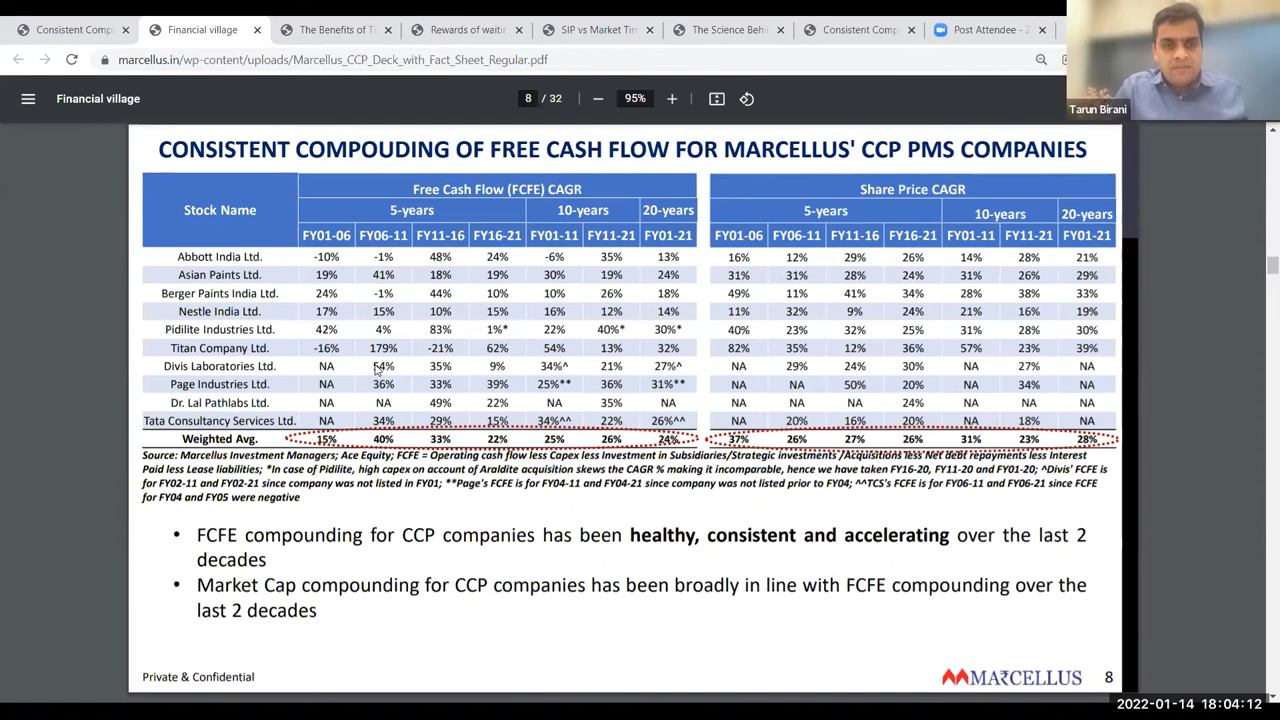 Consistent Comp
Financial village
The Benefits of T
Rewards of waitin
SIP vs Market Tim
The Science Behi
Consistent Comp
Post Attendee - Z
marcellus.in/wp-content/uploads/Marcellus_CCP_Deck_with_Fact_Sheet_Regular.pdf
Financial village
8 / 32
95%
Tarun Birani
CONSISTENT COMPOUDING OF FREE CASH FLOW FOR MARCELLUS' CCP PMS COMPANIES
Stock Name Free Cash Flow (FCFE) CAGR Share Price CAGR
5-years 10-years 20-years 5-years 10-years 20-years
FY01-06 FY06-11 FY11-16 FY16-21 FY01-11 FY11-21 FY01-21 FY01-06 FY06-11 FY11-16 FY16-21 FY01-11 FY11-21 FY01-21
Abbott India Ltd. -10% -1% 48% 24% -6% 35% 13% 16% 12% 29% 26% 14% 28% 21%
Asian Paints Ltd. 19% 41% 18% 19% 30% 19% 24% 31% 31% 28% 24% 31% 26% 29%
Berger Paints India Ltd. 24% -1% 44% 10% 10% 26% 18% 49% 11% 41% 34% 28% 38% 33%
Nestle India Ltd. 17% 15% 10% 15% 16% 12% 14% 11% 32% 9% 24% 21% 16% 19%
Pidilite Industries Ltd. 42% 4% 83% 1%* 22% 40%* 30%* 40% 23% 32% 25% 31% 28% 30%
Titan Company Ltd. -16% 179% -21% 62% 54% 13% 32% 82% 35% 12% 36% 57% 23% 39%
Divis Laboratories Ltd. NA 54% 35% 9% 34%^ 21% 27%^ NA 29% 24% 30% NA 27% NA
Page Industries Ltd. NA 36% 33% 39% 25%** 36% 31%** NA NA 50% 20% NA 34% NA
Dr. Lal Pathlabs Ltd. NA NA 49% 22% NA 35% NA NA NA NA 24% NA NA NA
Tata Consultancy Services Ltd. NA 34% 29% 15% 34%^^ 22% 26%^^ NA 20% 16% 20% NA 18% NA
Weighted Avg. 15% 40% 33% 22% 25% 26% 24% 37% 26% 27% 26% 31% 23% 28%
Source: Marcellus Investment Managers; Ace Equity; FCFE = Operating cash flow less Capex less Investment in Subsidiaries/Strategic investments /Acquisitions less Net debt repayments less Interest
Paid less Lease liabilities; *In case of Pidilite, high capex on account of Araldite acquisition skews the CAGR % making it incomparable, hence we have taken FY16-20, FY11-20 and FY01-20; ^Divis' FCFE is
for FY02-11 and FY02-21 since company was not listed in FY01; **Page's FCFE is for FY04-11 and FY04-21 since company was not listed prior to FY04; ^^TCS's FCFE is for FY06-11 and FY06-21 since FCFE
for FY04 and FY05 were negative
• FCFE compounding for CCP companies has been healthy, consistent and accelerating over the last 2
decades
• Market Cap compounding for CCP companies has been broadly in line with FCFE compounding over the
last 2 decades
Private & Confidential
MARCELLUS
8
2022-01-14 18:04:12